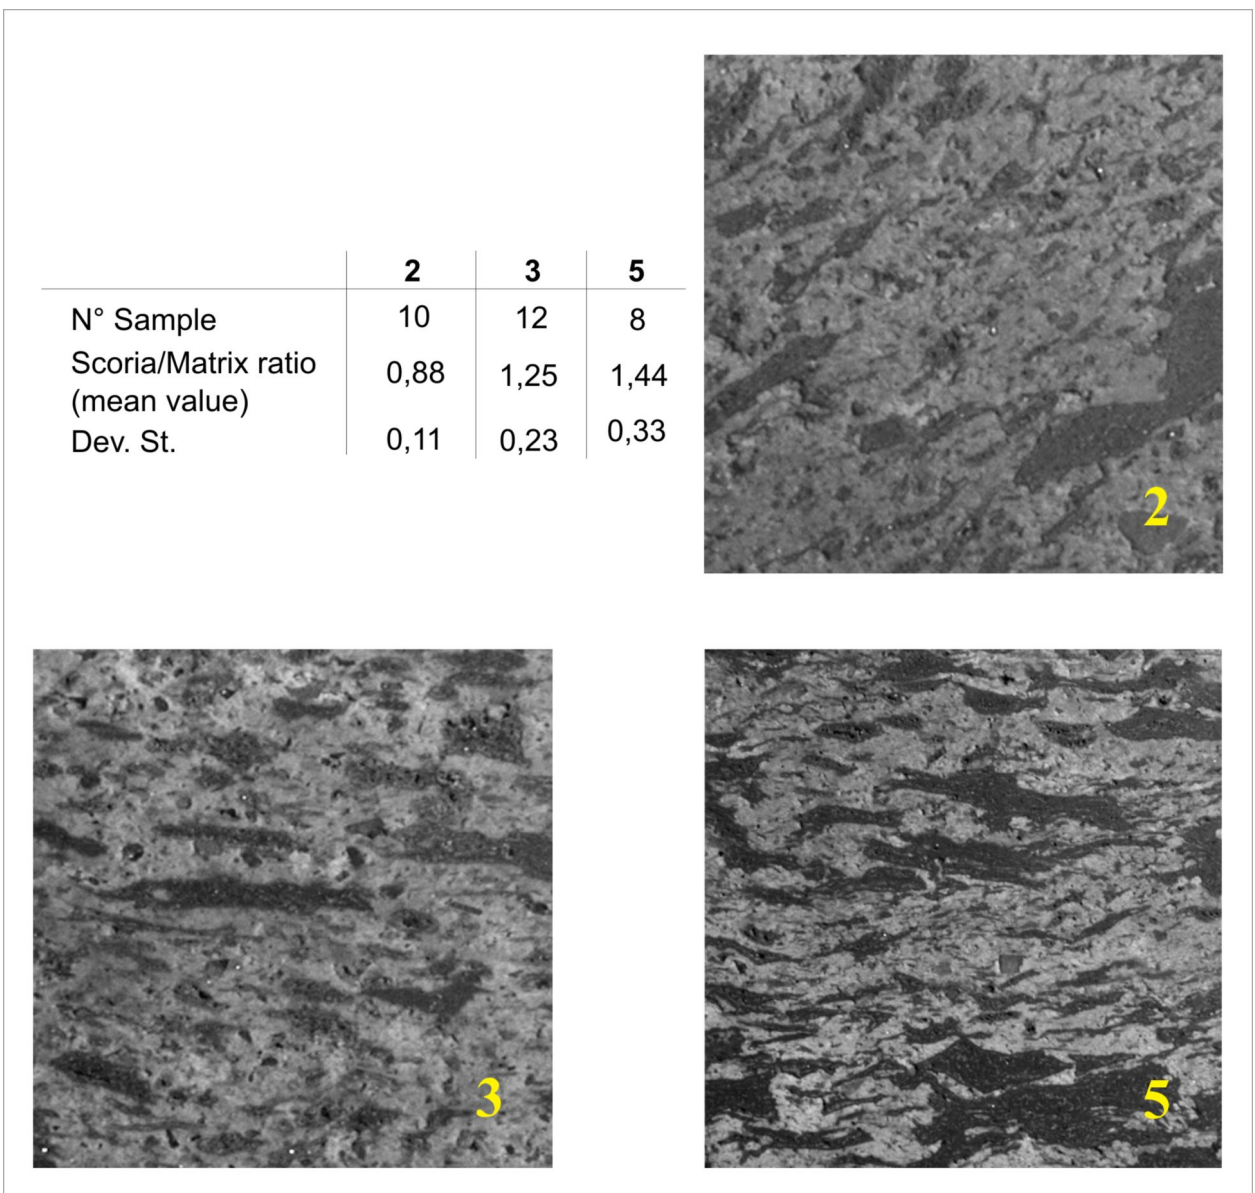 2 3 5
N° Sample 10 12 8
Scoria/Matrix ratio
(mean value) 0,88 1,25 1,44
Dev. St. 0,11 0,23 0,33
2
3
5